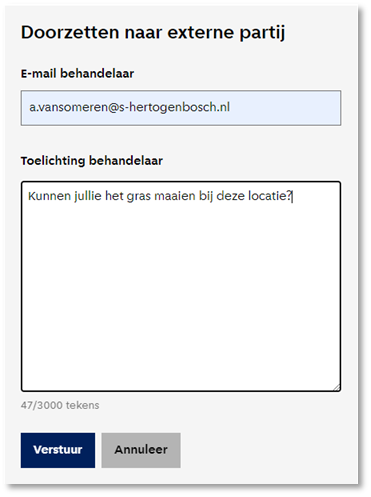 Doorzetten naar externe partij
E-mail behandelaar
a.vansomeren@s-hertogenbosch.nl
Toelichting behandelaar
Kunnen jullie het gras maaien bij deze locatie?
47/3000 tekens
Verstuur
Annuleer